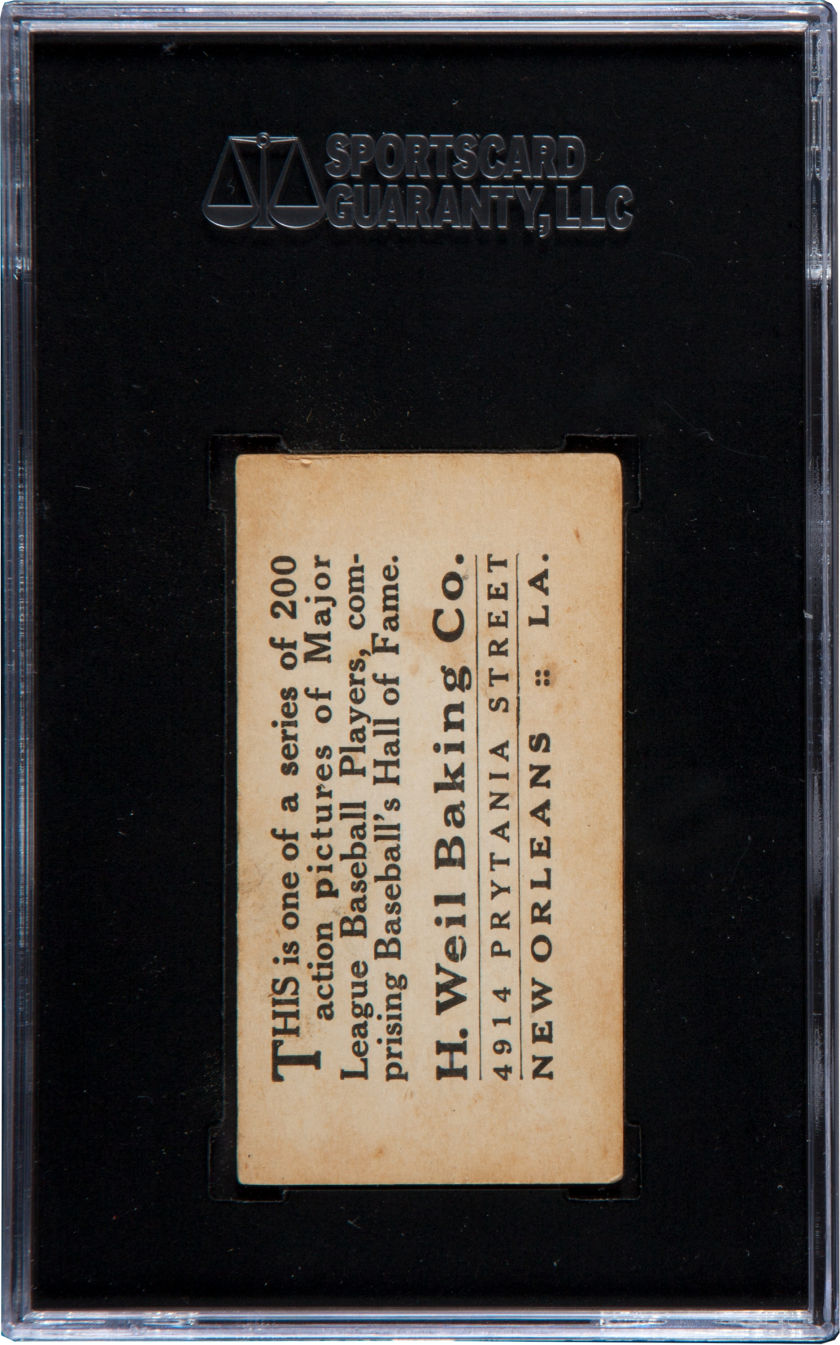 SPORTSCARD
GUARANTY, LLC
THIS is one of a series of 200
action pictures of Major
League Baseball Players, com-
prising Baseball's Hall of Fame.
H. Weil Baking Co.
4914 PRYTANIA STREET
NEW ORLEANS :: LA.